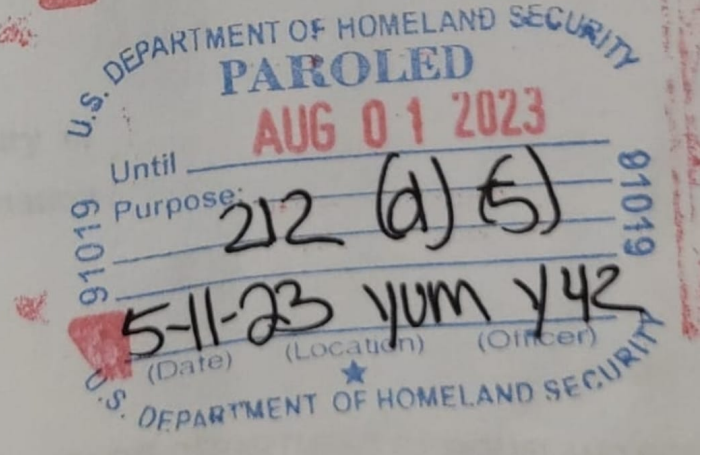 U.S. DEPARTMENT OF HOMELAND SECURITY
PAROLED
AUG 01 2023
Until
Purpose:
212 (d) (5)
91019
91019
5-11-23 YUM Y42
(Date) (Location) (Officer)
U.S. DEPARTMENT OF HOMELAND SECURITY